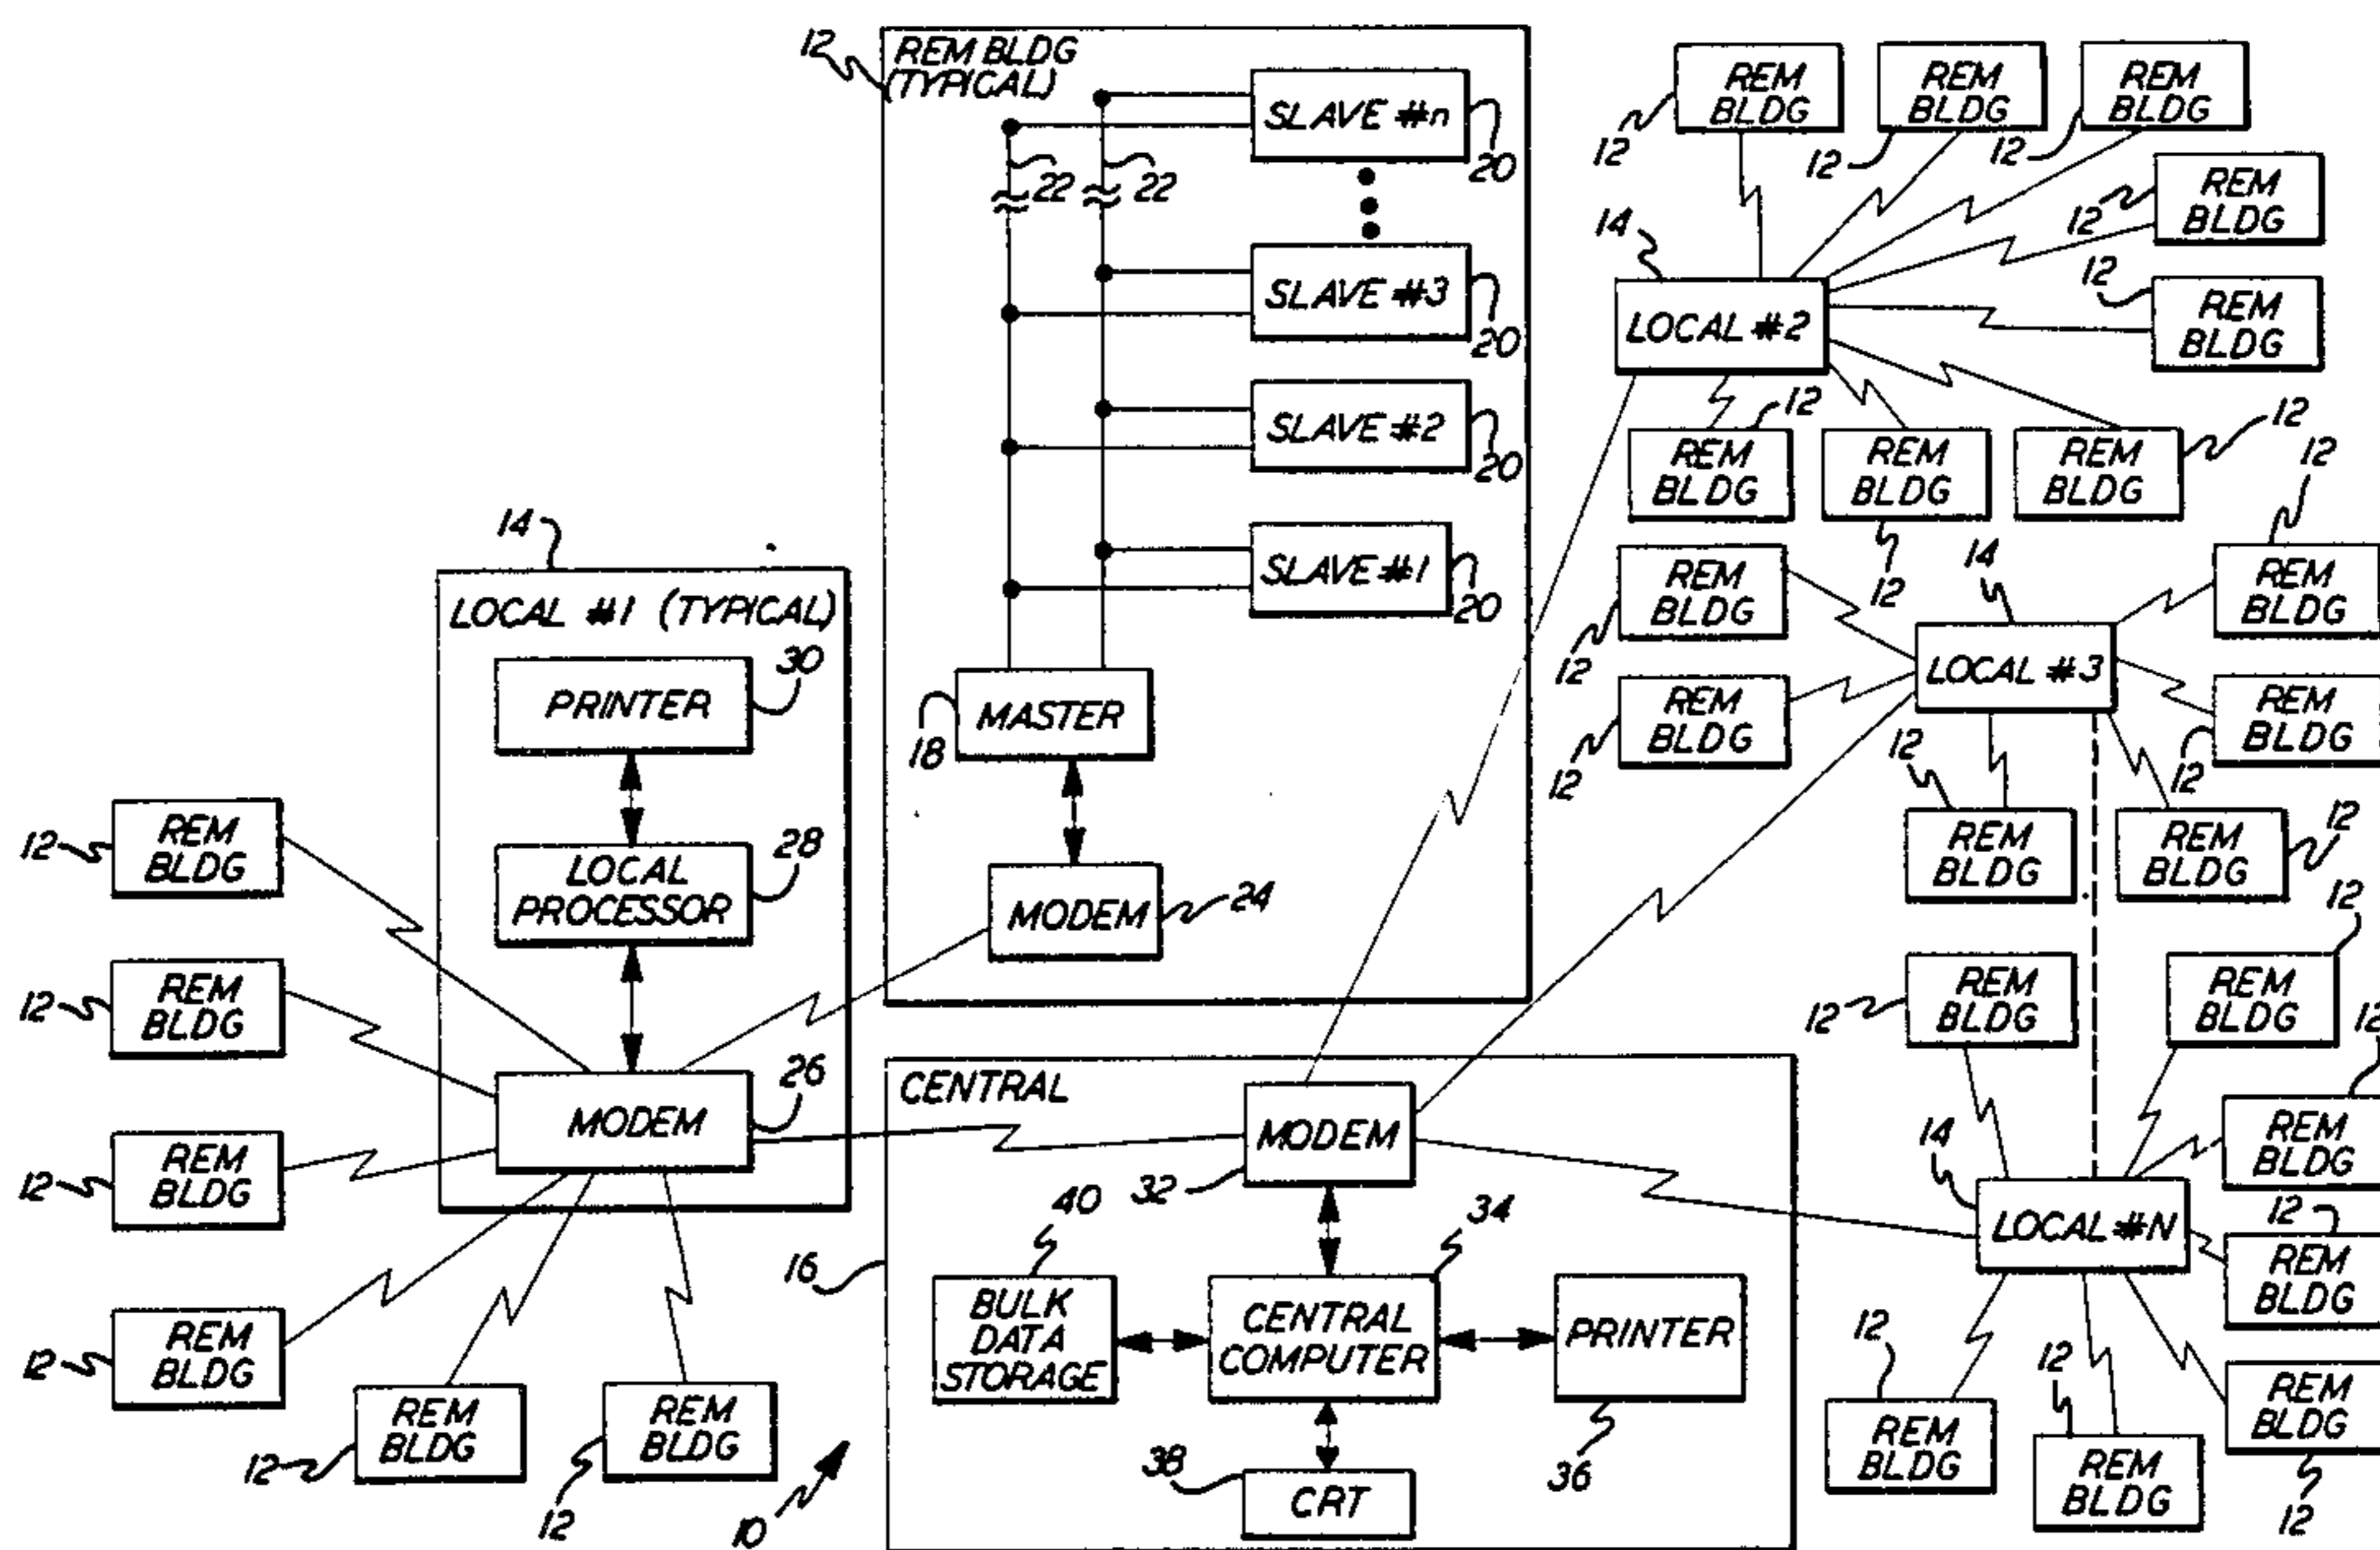 12
REM BLDG
(TYPICAL)
SLAVE #n
20
22
22
SLAVE #3
20
SLAVE #2
20
SLAVE #1
20
MASTER
18
MODEM
24
14
LOCAL #1 (TYPICAL)
PRINTER
30
LOCAL
PROCESSOR
28
MODEM
26
12
REM
BLDG
12
REM
BLDG
12
REM
BLDG
12
REM
BLDG
12
REM
BLDG
12
REM
BLDG
10
CENTRAL
16
MODEM
32
40
BULK
DATA
STORAGE
34
CENTRAL
COMPUTER
PRINTER
36
38
CRT
REM
BLDG
12
REM
BLDG
12
REM
BLDG
12
REM
BLDG
12
12
REM
BLDG
14
LOCAL #2
12
REM
BLDG
REM
BLDG
12
REM
BLDG
12
REM
BLDG
12
REM
BLDG
12
14
LOCAL #3
12
REM
BLDG
REM
BLDG
12
12
REM
BLDG
REM
BLDG
12
12
REM
BLDG
12
REM
BLDG
12
REM
BLDG
12
REM
BLDG
14
LOCAL #N
12
REM
BLDG
12
REM
BLDG
REM
BLDG
12